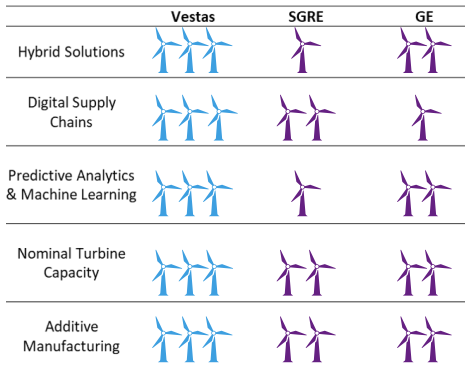 Vestas SGRE GE
Hybrid Solutions
Digital Supply
Chains
Predictive Analytics
& Machine Learning
Nominal Turbine
Capacity
Additive
Manufacturing